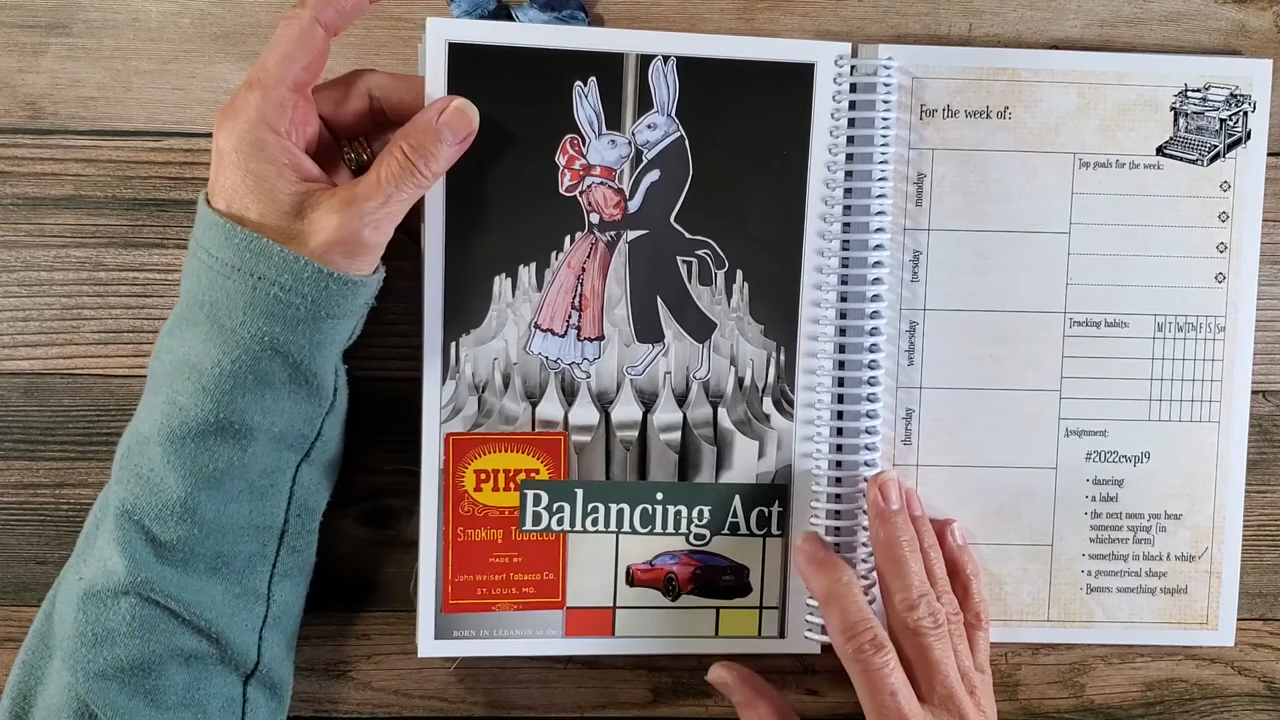 PIKE
Smoking Tobacco
MADE BY
John Weisert Tobacco Co.
ST. LOUIS, MO.
Balancing Act
BORN IN LEBANON in the
For the week of:
monday
tuesday
wednesday
thursday
Top goals for the week:
Tracking habits:
M T W Th F S Su
Assignment:
#2022cwp19
• dancing
• a label
• the next noun you hear
someone saying (in
whichever form)
• something in black & white✓
• a geometrical shape
• Bonus: something stapled